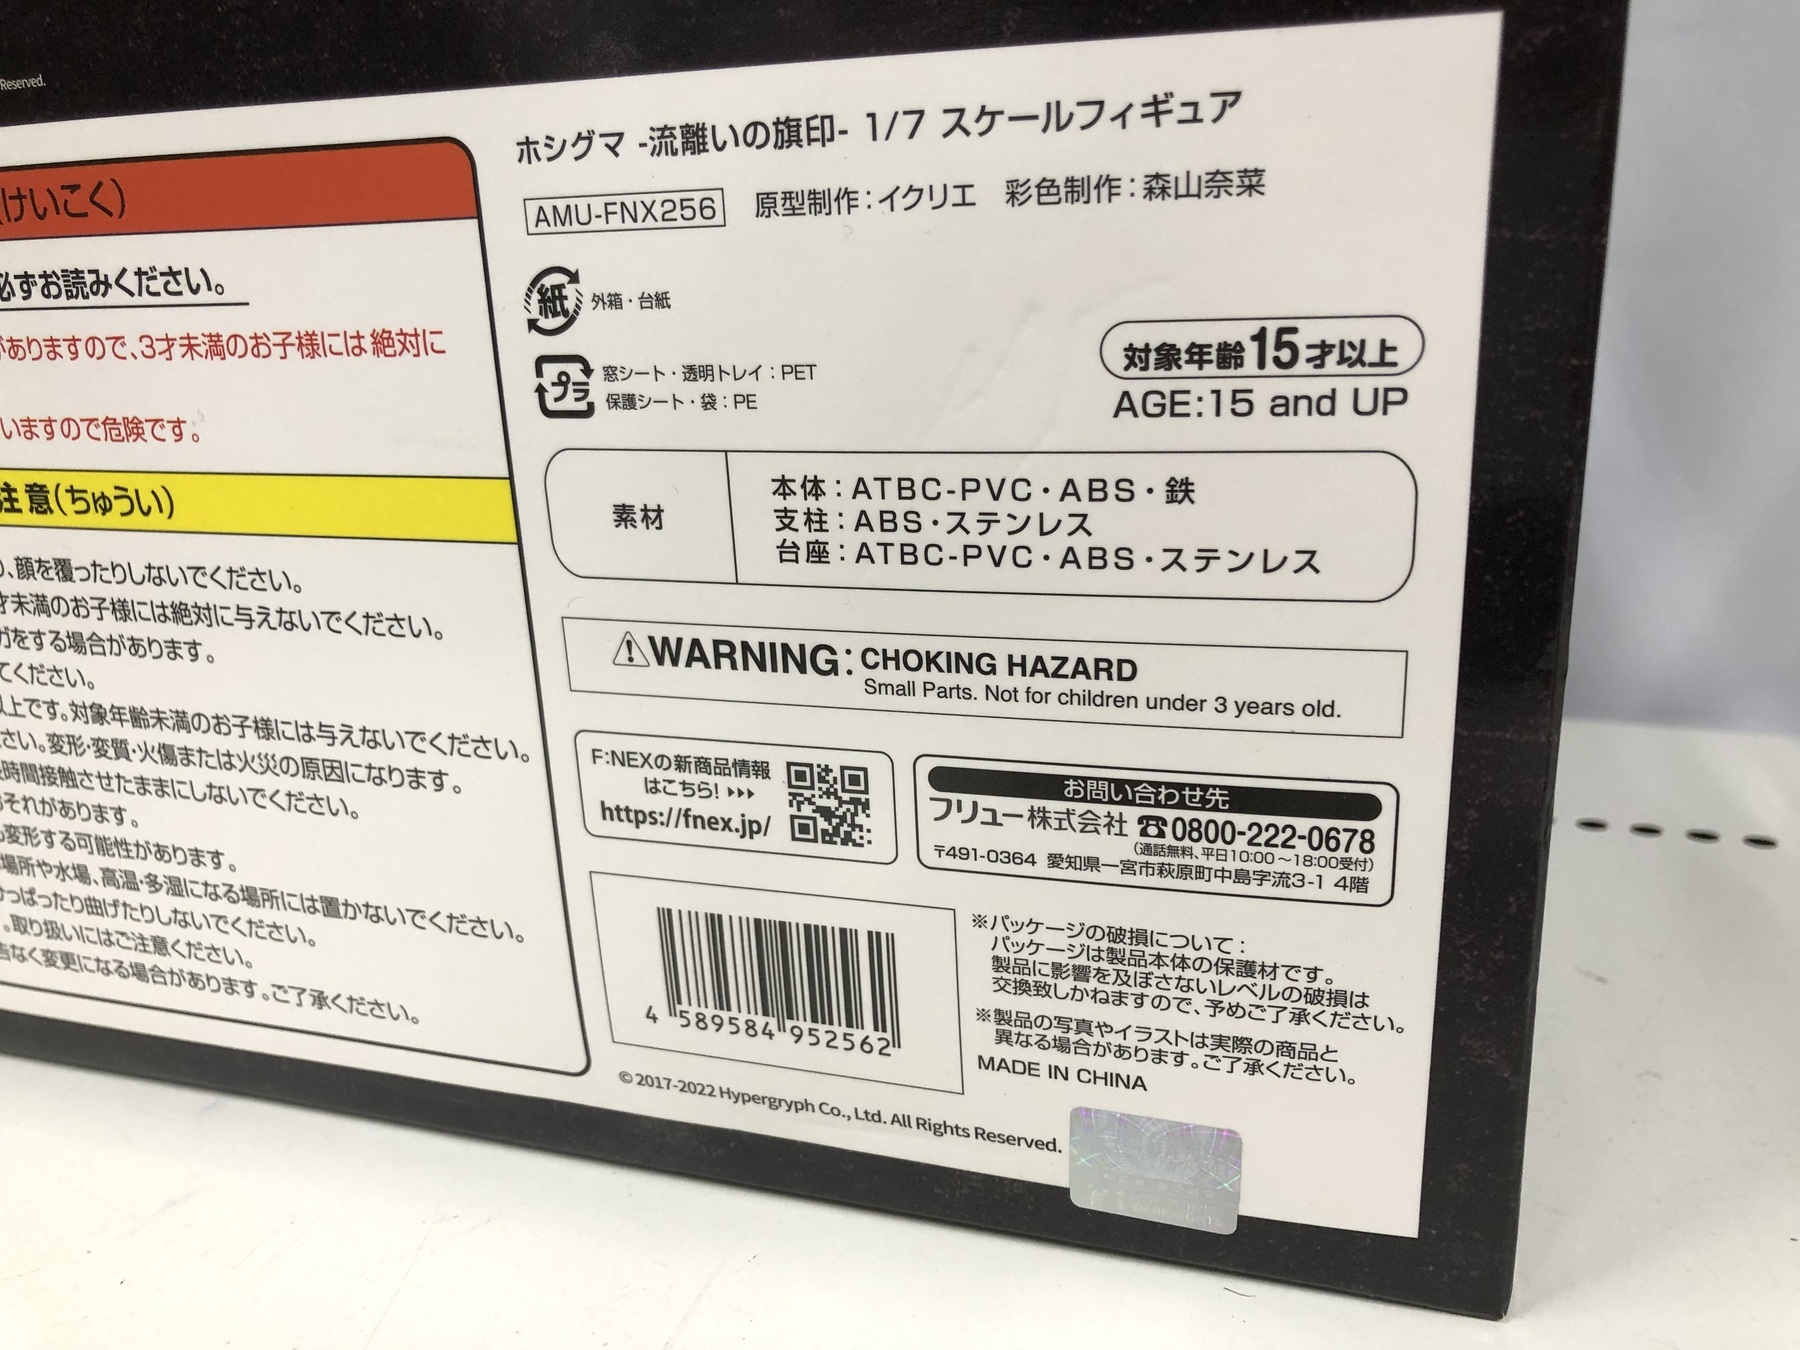 Reserved.
(けいこく)
必ずお読みください。
がありますので、3才未満のお子様には絶対に
いますので危険です。
注意(ちゅうい)
、顔を覆ったりしないでください。
才未満のお子様には絶対に与えないでください。
ガをする場合があります。
てください。
以上です。対象年齢未満のお子様には与えないでください。
さい。変形・変質・火傷または火災の原因になります。
長時間接触させたままにしないでください。
おそれがあります。
も変形する可能性があります。
場所や水場、高温・多湿になる場所には置かないでください。
けっぱったり曲げたりしないでください。
。取り扱いにはご注意ください。
告なく変更になる場合があります。ご了承ください。
ホシグマ -流離いの旗印- 1/7 スケールフィギュア
AMU-FNX256 原型制作：イクリエ 彩色制作：森山奈菜
紙 外箱・台紙
プラ 窓シート・透明トレイ：PET
保護シート・袋：PE
対象年齢15才以上
AGE:15 and UP
素材
本体：ATBC-PVC・ABS・鉄
支柱：ABS・ステンレス
台座：ATBC-PVC・ABS・ステンレス
⚠WARNING: CHOKING HAZARD
Small Parts. Not for children under 3 years old.
F:NEXの新商品情報
はこちら! ▸▸▸
https://fnex.jp/
お問い合わせ先
フリュー株式会社 ☎0800-222-0678
(通話無料、平日10:00～18:00受付)
〒491-0364 愛知県一宮市萩原町中島字流3-1 4階
4 589584 952562
※パッケージの破損について：
パッケージは製品本体の保護材です。
製品に影響を及ぼさないレベルの破損は
交換致しかねますので、予めご了承ください。
※製品の写真やイラストは実際の商品と
異なる場合があります。ご了承ください。
MADE IN CHINA
© 2017-2022 Hypergryph Co., Ltd. All Rights Reserved.